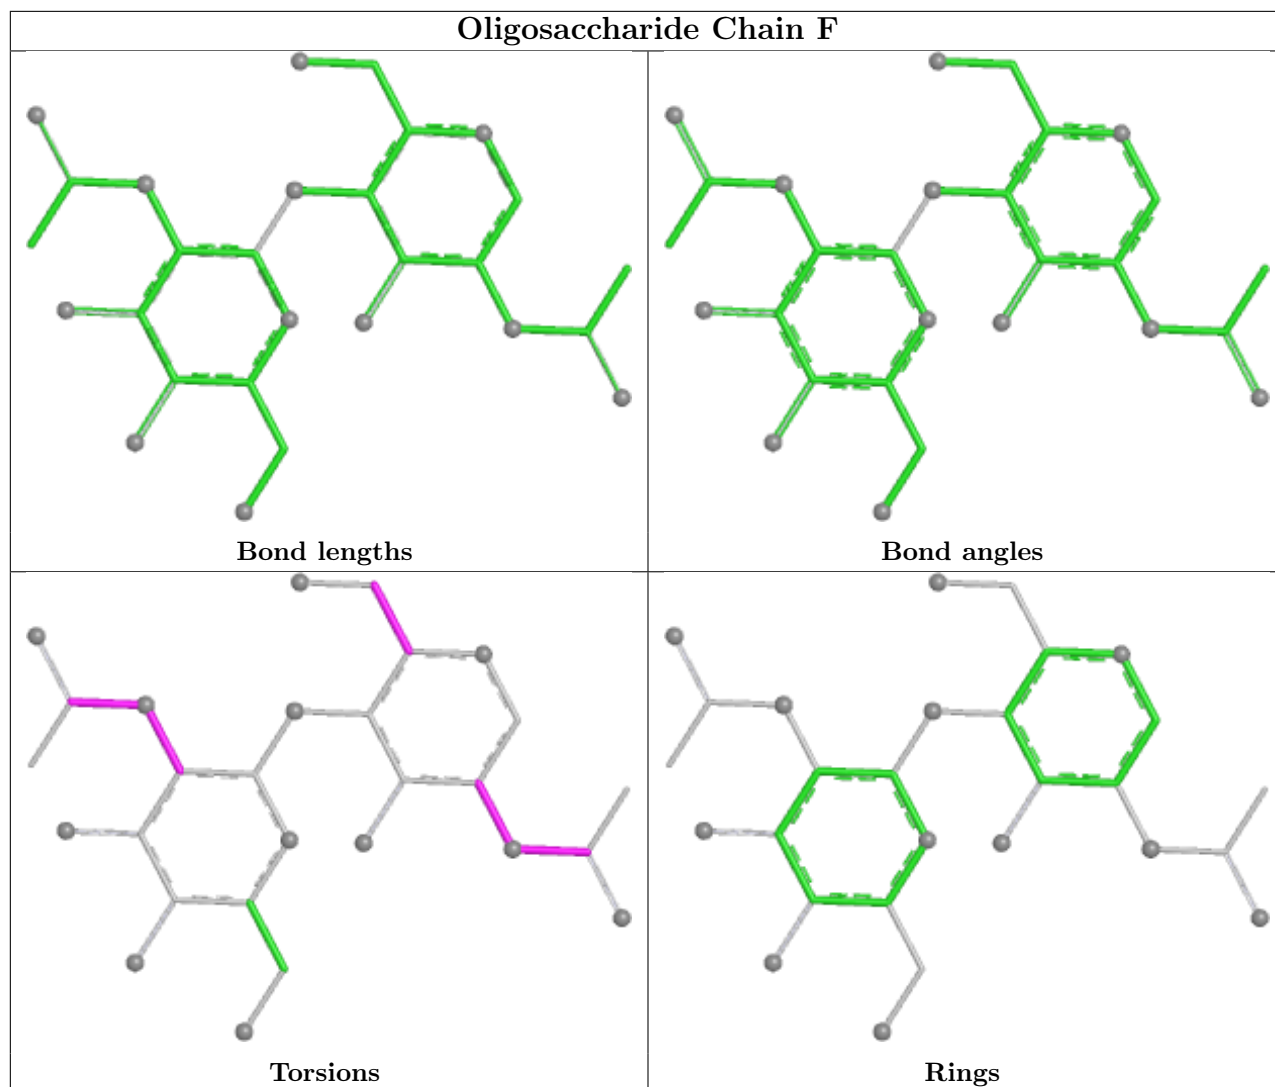 Oligosaccharide Chain F
Bond lengths
Bond angles
Torsions
Rings